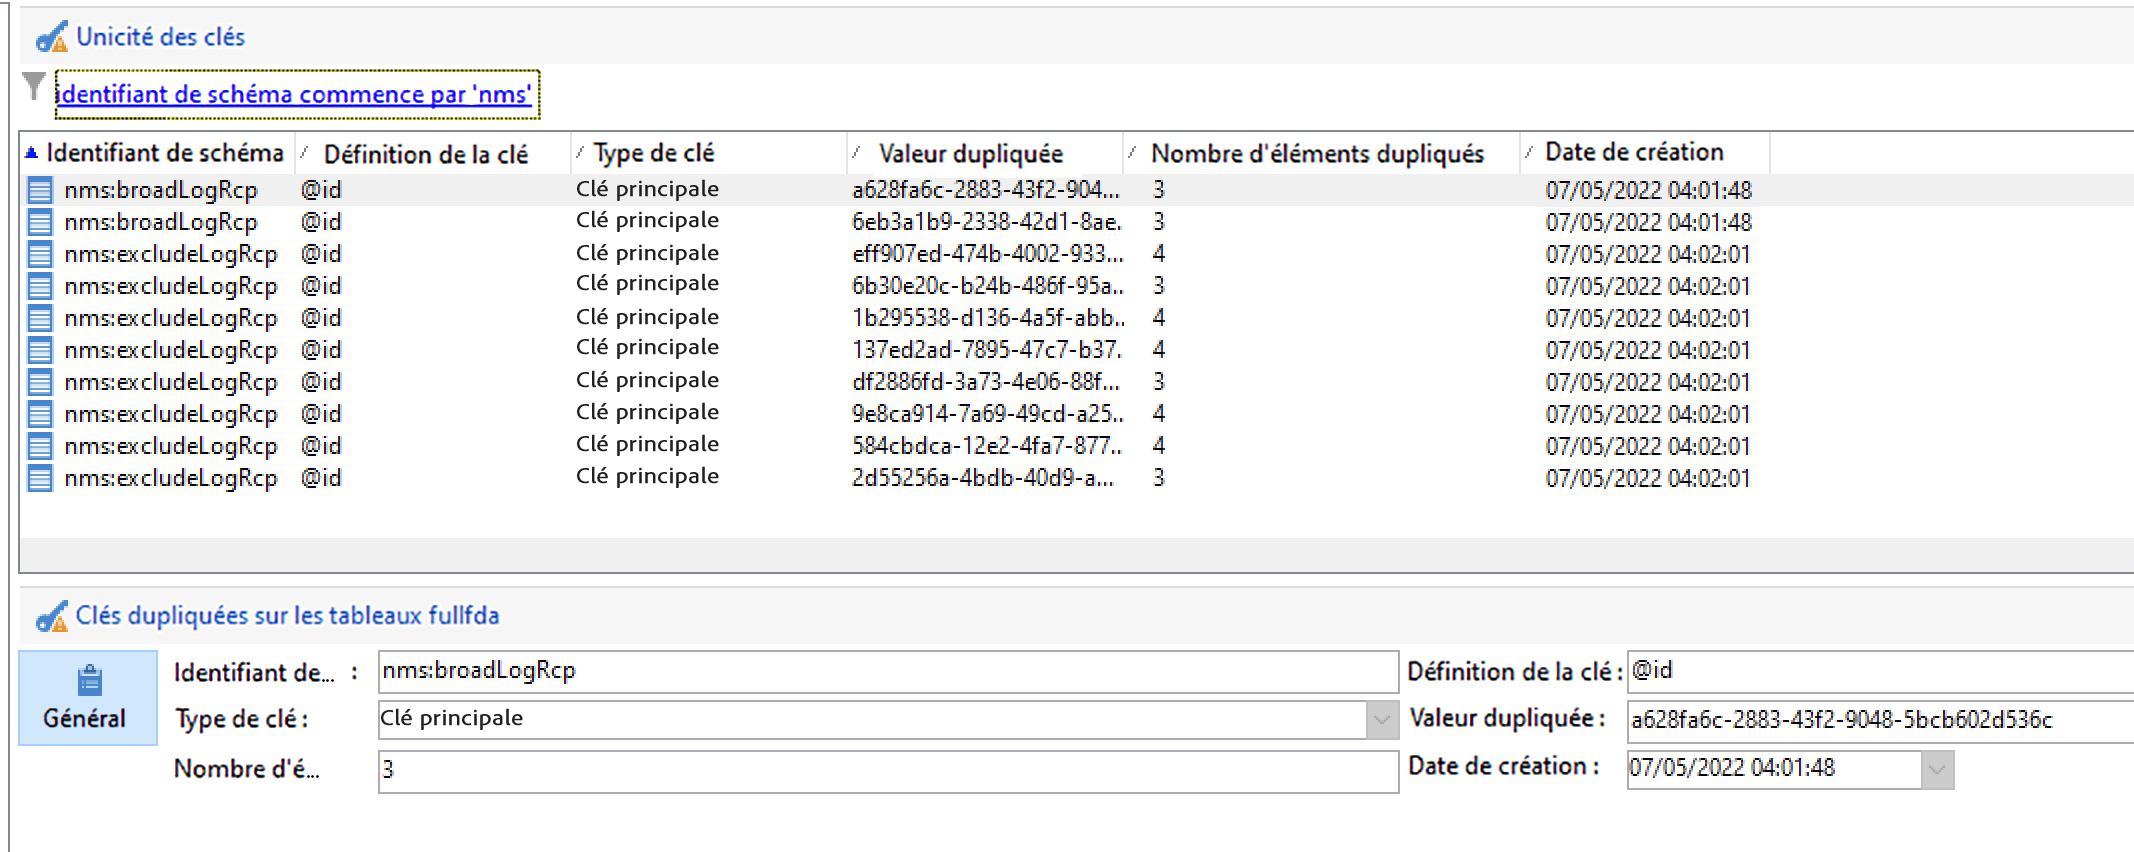 Unicité des clés
identifiant de schéma commence par 'nms'
Identifiant de schéma Définition de la clé Type de clé Valeur dupliquée Nombre d'éléments dupliqués Date de création
nms:broadLogRcp @id Clé principale a628fa6c-2883-43f2-904... 3 07/05/2022 04:01:48
nms:broadLogRcp @id Clé principale 6eb3a1b9-2338-42d1-8ae. 3 07/05/2022 04:01:48
nms:excludeLogRcp @id Clé principale eff907ed-474b-4002-933... 4 07/05/2022 04:02:01
nms:excludeLogRcp @id Clé principale 6b30e20c-b24b-486f-95a.. 3 07/05/2022 04:02:01
nms:excludeLogRcp @id Clé principale 1b295538-d136-4a5f-abb.. 4 07/05/2022 04:02:01
nms:excludeLogRcp @id Clé principale 137ed2ad-7895-47c7-b37. 4 07/05/2022 04:02:01
nms:excludeLogRcp @id Clé principale df2886fd-3a73-4e06-88f... 3 07/05/2022 04:02:01
nms:excludeLogRcp @id Clé principale 9e8ca914-7a69-49cd-a25.. 4 07/05/2022 04:02:01
nms:excludeLogRcp @id Clé principale 584cbdca-12e2-4fa7-877.. 4 07/05/2022 04:02:01
nms:excludeLogRcp @id Clé principale 2d55256a-4bdb-40d9-a... 3 07/05/2022 04:02:01
Clés dupliquées sur les tableaux fullfda
Général
Identifiant de... : nms:broadLogRcp Définition de la clé : @id
Type de clé : Clé principale Valeur dupliquée : a628fa6c-2883-43f2-9048-5bcb602d536c
Nombre d'é... 3 Date de création : 07/05/2022 04:01:48